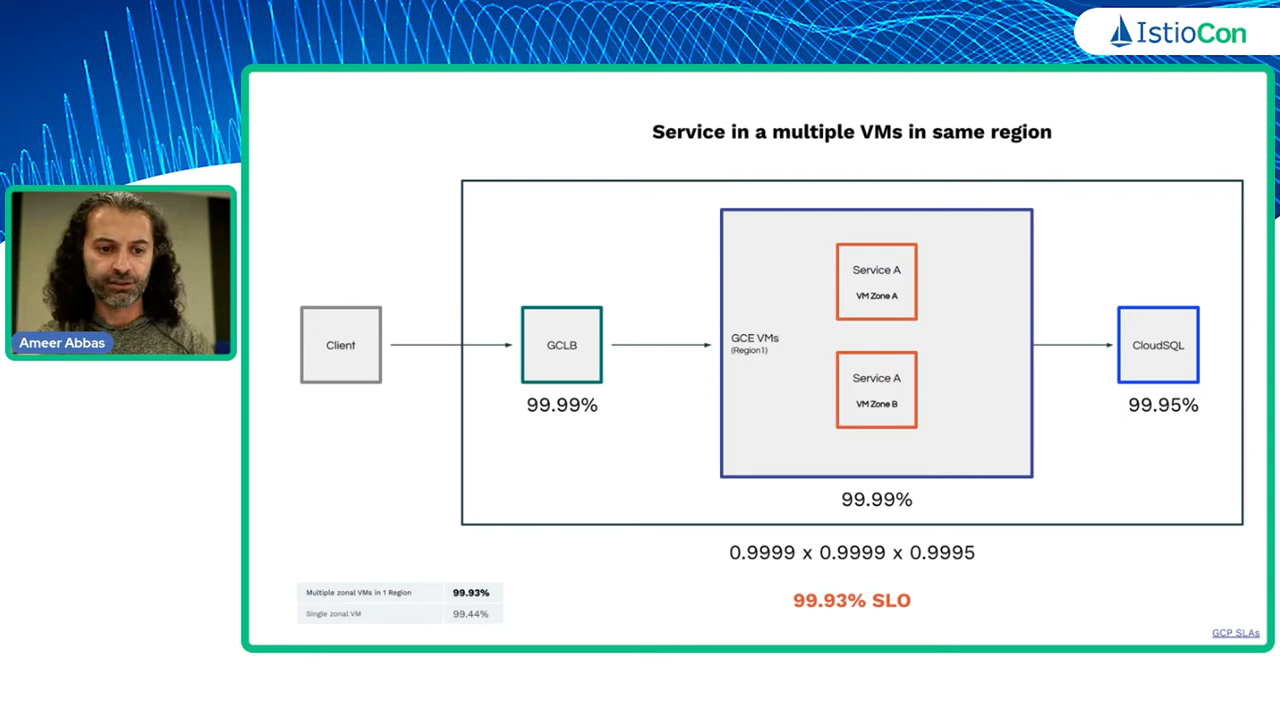 IstioCon
Service in a multiple VMs in same region
Ameer Abbas
Client
GCLB
99.99%
GCE VMs
(Region1)
Service A
VM Zone A
Service A
VM Zone B
99.99%
CloudSQL
99.95%
0.9999 x 0.9999 x 0.9995
99.93% SLO
Multiple zonal VMs in 1 Region 99.93%
Single zonal VM 99.44%
GCP SLAs